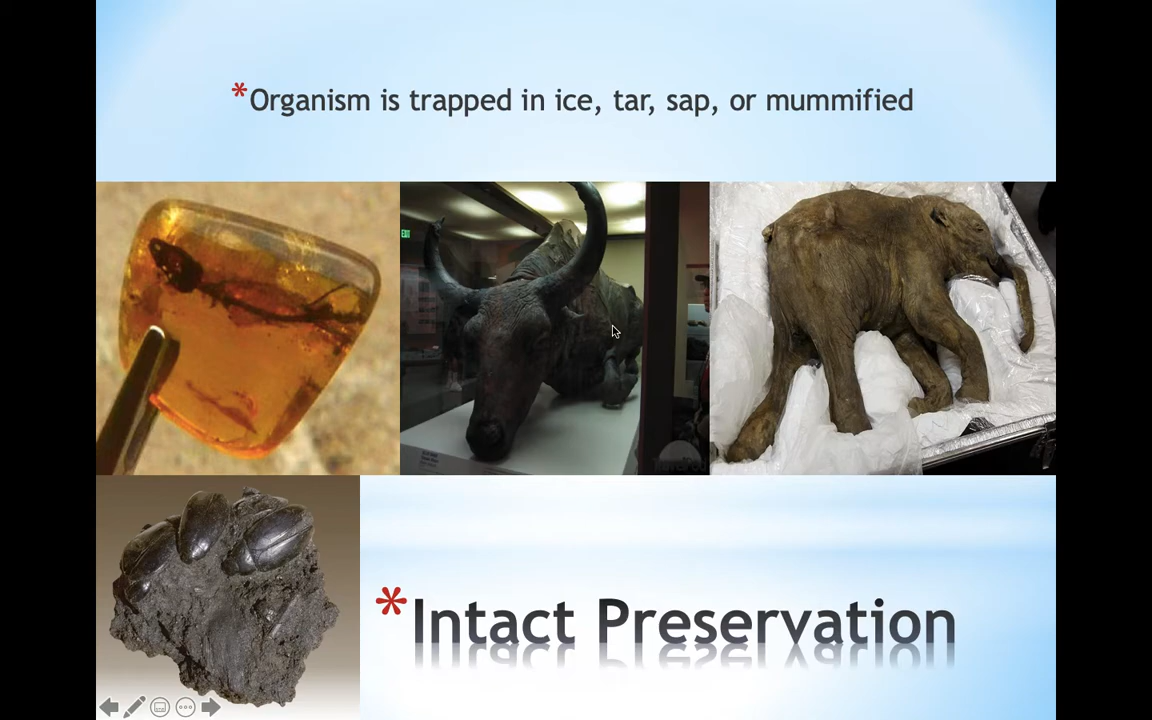 *Organism is trapped in ice, tar, sap, or mummified
*Intact Preservation